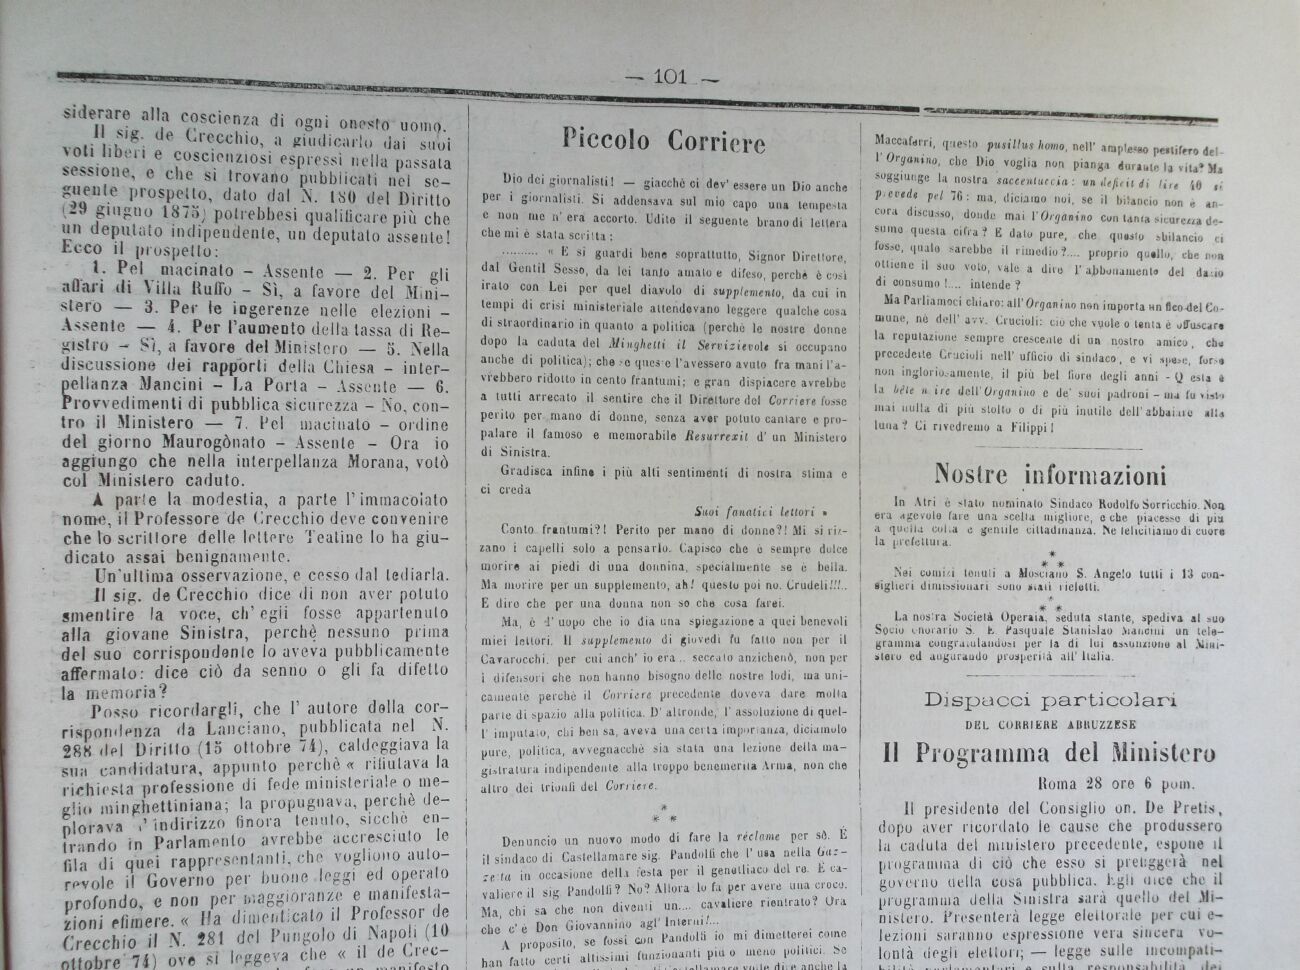 — 101 —
siderare alla coscienza di ogni onesto uomo.
Il sig. de Crecchio, a giudicarlo dai suoi
voti liberi e coscienziosi espressi nella passata
sessione, e che si trovano pubblicati nel se-
guente prospetto, dato dal N. 180 del Diritto
(29 giugno 1875) potrebbesi qualificare più che
un deputato indipendente, un deputato assente!
Ecco il prospetto:
1. Pel macinato – Assente — 2. Per gli
affari di Villa Ruffo – Sì, a favore del Mini-
stero — 3. Per le ingerenze nelle elezioni –
Assente — 4. Per l'aumento della tassa di Re-
gistro – Sì, a favore del Ministero — 5. Nella
discussione dei rapporti della Chiesa – inter-
pellanza Mancini – La Porta – Assente — 6.
Provvedimenti di pubblica sicurezza – No, con-
tro il Ministero — 7. Pel macinato – ordine
del giorno Maurogònato – Assente – Ora io
aggiungo che nella interpellanza Morana, votò
col Ministero caduto.
A parte la modestia, a parte l'immacolato
nome, il Professore de Crecchio deve convenire
che lo scrittore delle lettere Teatine lo ha giu-
dicato assai benignamente.
Un'ultima osservazione, e cesso dal tediarla.
Il sig. de Crecchio dice di non aver potuto
smentire la voce, ch'egli fosse appartenuto
alla giovane Sinistra, perchè nessuno prima
del suo corrispondente lo aveva pubblicamente
affermato: dice ciò da senno o gli fa difetto
la memoria?
Posso ricordargli, che l'autore della cor-
rispondenza da Lanciano, pubblicata nel N.
288 del Diritto (15 ottobre 74), caldeggiava la
sua candidatura, appunto perchè « rifiutava la
richiesta professione di fede ministeriale o me-
glio minghettiniana; la propugnava, perchè de-
plorava l'indirizzo finora tenuto, sicchè en-
trando in Parlamento avrebbe accresciuto le
fila di quei rappresentanti, che vogliono auto-
revole il Governo per buone leggi ed operato
profondo, e non per maggioranze e manifesta-
zioni efimere. « Ha dimenticato il Professor de
Crecchio il N. 281 del Pungolo di Napoli (10
ottobre 74) ove si leggeva che « il de Crec-
Piccolo Corriere
Dio dei giornalisti! — giacchè ci dev'essere un Dio anche
per i giornalisti. Si addensava sul mio capo una tempesta
e non me n'era accorto. Udite il seguente brano di lettera
che mi è stata scritta:
.......... « E si guardi bene soprattutto, Signor Direttore,
dal Gentil Sesso, da lei tanto amato e difeso, perchè è così
irato con Lei per quel diavolo di supplemento, da cui in
tempi di crisi ministeriale attendevano leggere qualche cosa
di straordinario in quanto a politica (perchè le nostre donne
dopo la caduta del Minghetti il Servizievole si occupano
anche di politica); che se quest e l'avessero avuto fra mani l'a-
vrebbero ridotto in cento frantumi; e gran dispiacere avrebbe
a tutti arrecato il sentire che il Direttore del Corriere fosse
perito per mano di donne, senza aver potuto cantare e pro-
palare il famoso e memorabile Resurrexit d'un Ministero
di Sinistra.
Gradisca infine i più alti sentimenti di nostra stima e
ci creda
Suoi fanatici lettori »
Cento frantumi?! Perito per mano di donne?! Mi si riz-
zano i capelli solo a pensarlo. Capisco che è sempre dolce
morire ai piedi di una donnina, specialmente se è bella.
Ma morire per un supplemento, ah! questo poi no. Crudeli!!!..
E dire che per una donna non so che cosa farei.
Ma, è d'uopo che io dia una spiegazione a quei benevoli
miei lettori. Il supplemento di giovedì fu fatto non per il
Cavarocchi, per cui anch'io era.. seccato anzichenò, non per
i difensori che non hanno bisogno delle nostre lodi, ma uni-
camente perchè il Corriere precedente doveva dare molta
parte di spazio alla politica. D'altronde, l'assoluzione di quel-
l'imputato, chi ben sa, aveva una certa importanza, diciamolo
pure, politica, avvegnacchè sia stata una lezione della ma-
gistratura indipendente alla troppo benemerita Arma, non che
altro dei trionfi del Corriere.
*
* *
Denuncio un nuovo modo di fare la réclame per sè. È
il sindaco di Castellamare sig. Pandolfi che l'usa nella Gaz-
zetta in occasione della festa per il genetliaco del re. È ca-
valiere il sig. Pandolfi? No? Allora lo fa per avere una croce.
Ma, chi sa che non diventi un.... cavaliere rientrato? Ora
che c'è Don Giovannino agl'Interni!...
A proposito, se fossi con Pandolfi io mi dimetterei come
han fatto certi altissimi funzionanti più o meno politici. Se
Maccaferri, questo pusillus homo, nell'amplesso pestifero del-
l'Organino, che Dio voglia non pianga durante la vita? Ma
soggiunge la nostra saccentuccia: un deficit di lire 40 si
prevede pel 76: ma, diciamo noi, se il bilancio non è an-
cora discusso, donde mai l'Organino con tanta sicurezza de-
sume questa cifra? E dato pure, che questo sbilancio ci
fosse, quale sarebbe il rimedio?.... proprio quello, che non
ottiene il suo voto, vale a dire l'abbonamento del dazio
di consumo!.... intende?
Ma Parliamoci chiaro: all'Organino non importa un fico del Co-
mune, nè dell'avv. Crucioli: ciò che vuole o tenta è offuscare
la reputazione sempre crescente di un nostro amico, che
precedette Crucioli nell'ufficio di sindaco, e vi spese, forse
non ingloriosamente, il più bel fiore degli anni – Q esta è
la bête n ire dell'Organino e de' suoi padroni – ma fu visto
mai nulla di più stolto o di più inutile dell'abbaiare alla
luna? Ci rivedremo a Filippi!
Nostre informazioni
In Atri è stato nominato Sindaco Rodolfo Sorricchio. Non
era agevole fare una scelta migliore, e che piacesse di più
a quella colta e gentile cittadinanza. Ne felicitiamo di cuore
la prefettura.
*
* *
Nei comizi tenuti a Mosciano S. Angelo tutti i 13 con-
siglieri dimissionari sono stati rieletti.
*
* *
La nostra Società Operaia, seduta stante, spediva al suo
Socio onorario S. E. Pasquale Stanislao Mancini un tele-
gramma congratulandosi per la di lui assunzione al Mini-
stero ed augurando prosperità all'Italia.
Dispacci particolari
DEL CORRIERE ABRUZZESE
Il Programma del Ministero
Roma 28 ore 6 pom.
Il presidente del Consiglio on. De Pretis,
dopo aver ricordato le cause che produssero
la caduta del ministero precedente, espone il
programma di ciò che esso si prefiggerà nel
governo della cosa pubblica. Egli dice che il
programma della Sinistra sarà quello del Mi-
nistero. Presenterà legge elettorale per cui e-
lezioni saranno espressione vera sincera vo-
lontà degli elettori; — legge sulle incompati-